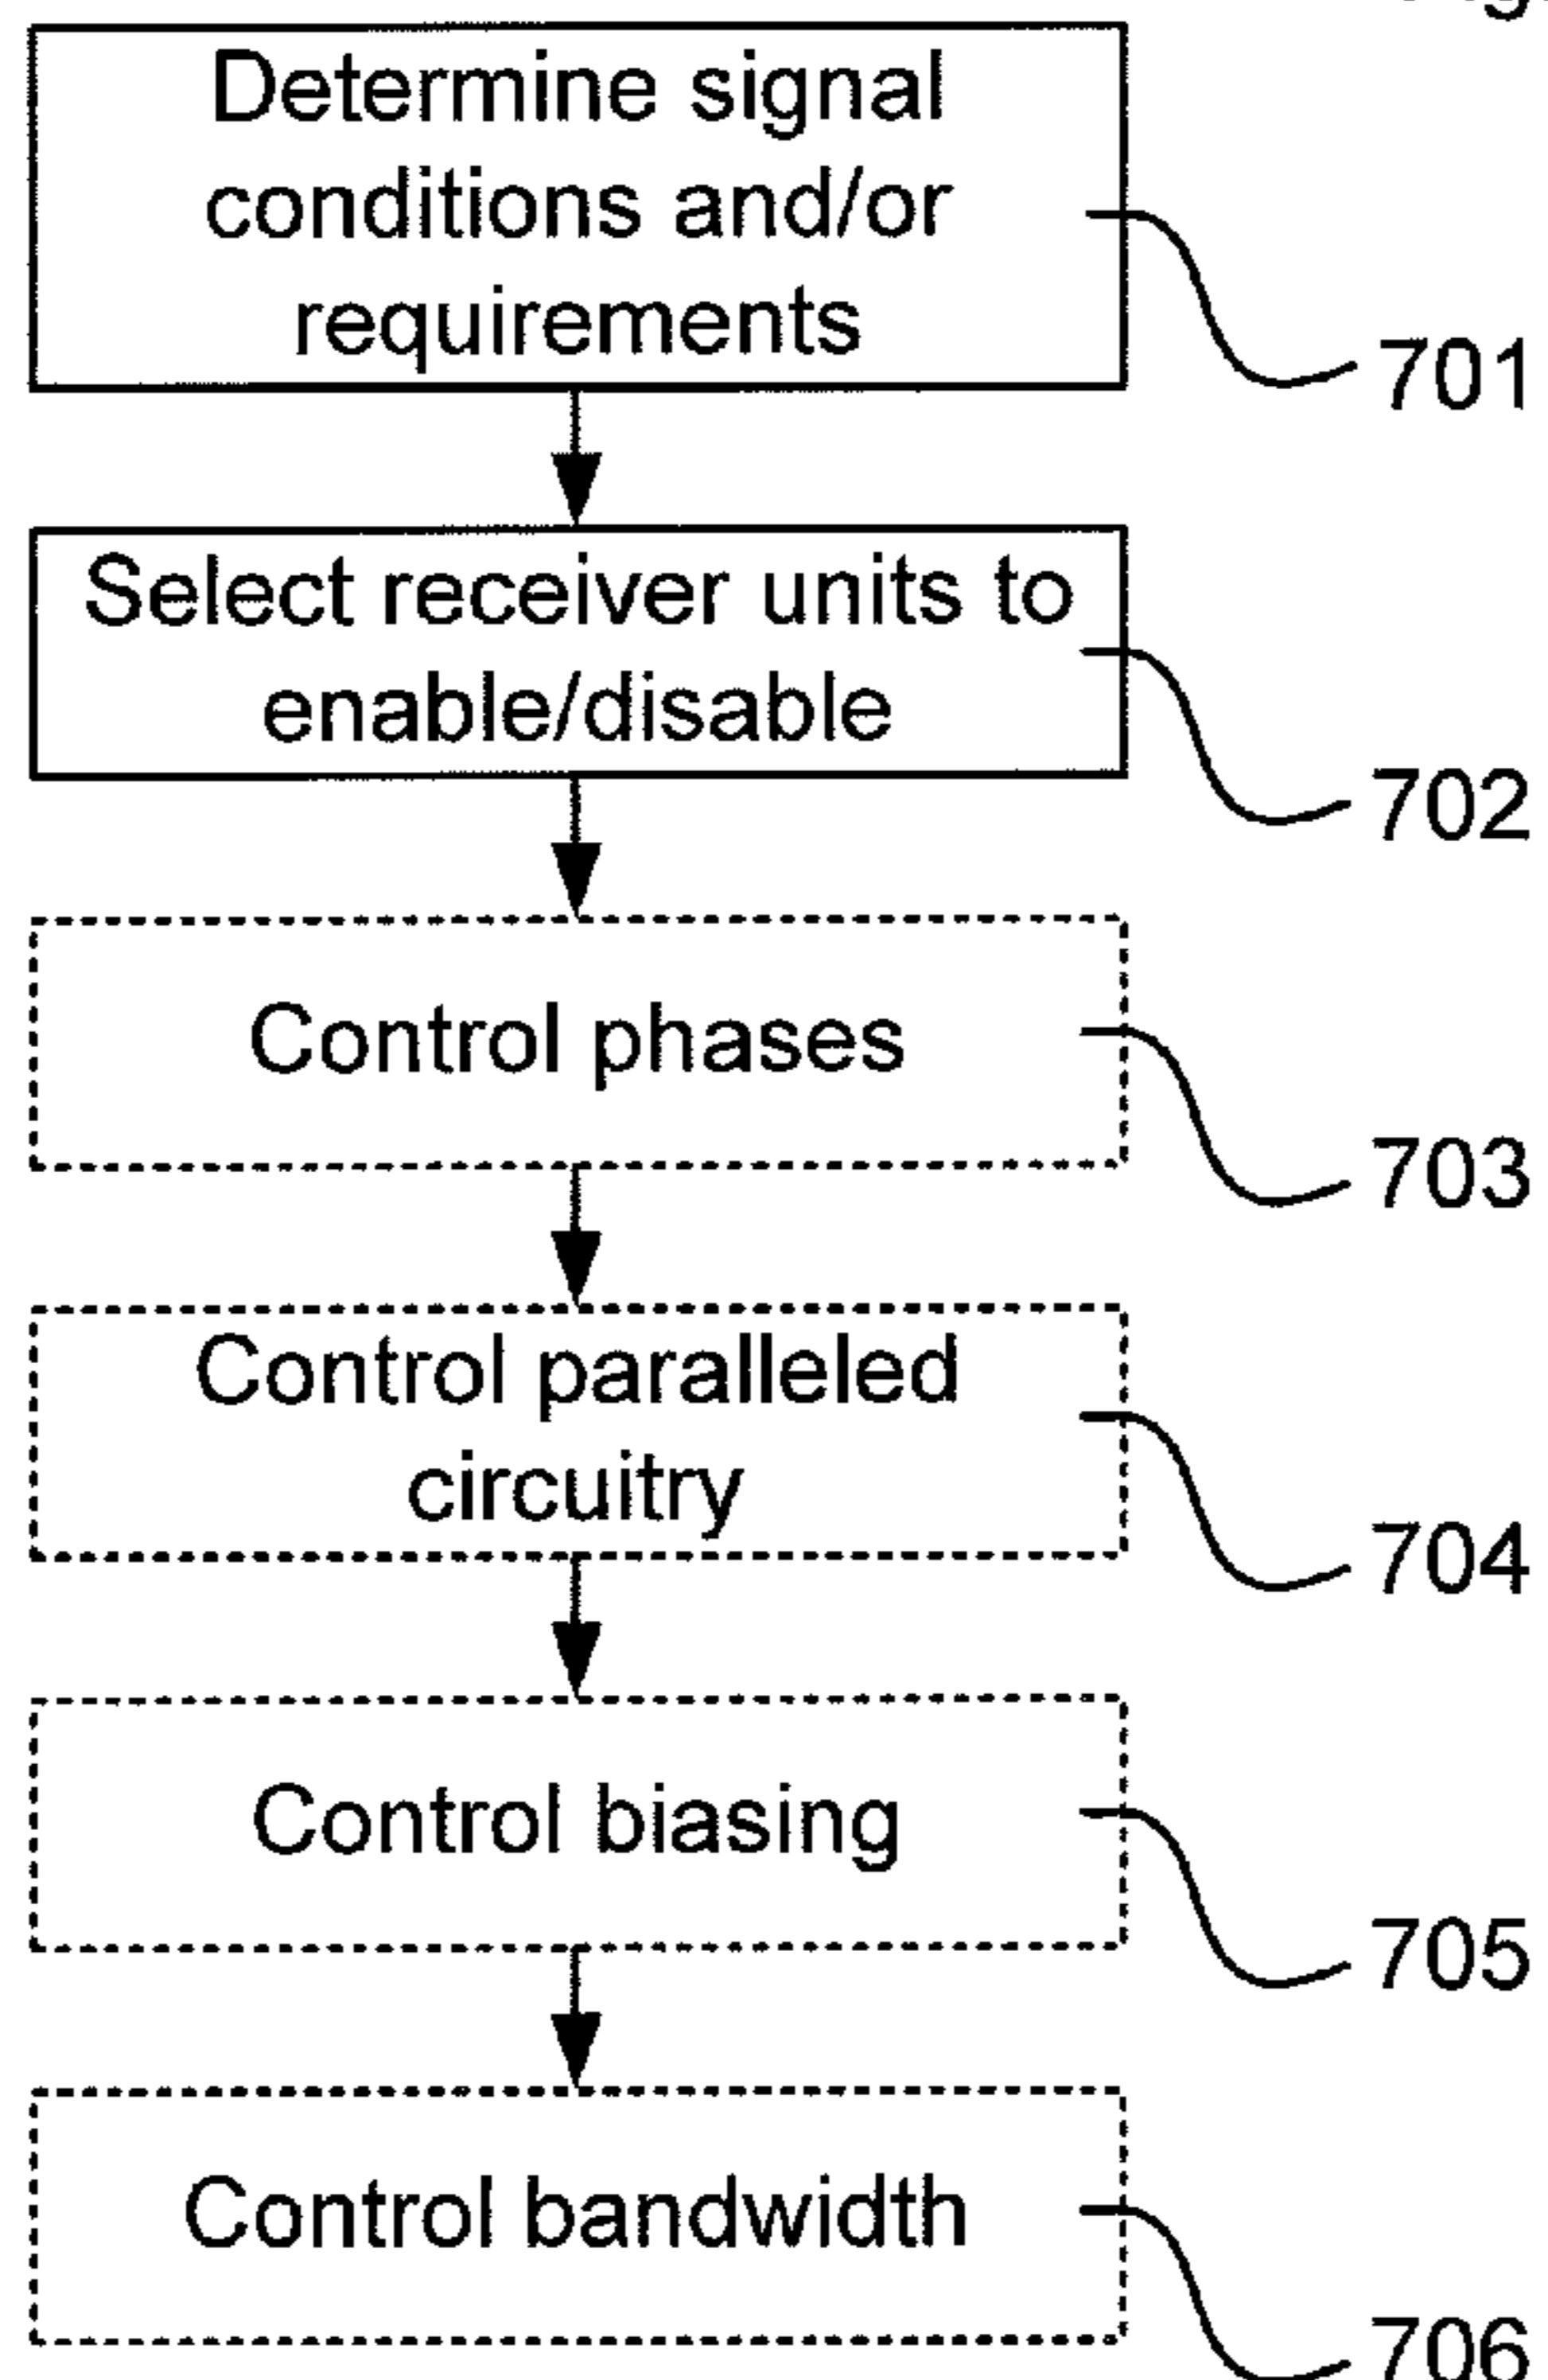 Determine signal
conditions and/or
requirements
701
Select receiver units to
enable/disable
702
Control phases
703
Control paralleled
circuitry
704
Control biasing
705
Control bandwidth
706